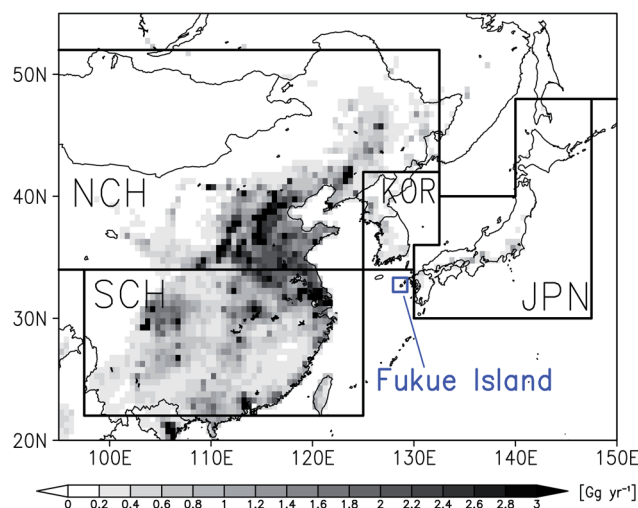 50N
40N
30N
20N
NCH
KOR
SCH
JPN
Fukue Island
100E 110E 120E 130E 140E 150E
0 0.2 0.4 0.6 0.8 1 1.2 1.4 1.6 1.8 2 2.2 2.4 2.6 2.8 3 [Gg yr⁻¹]